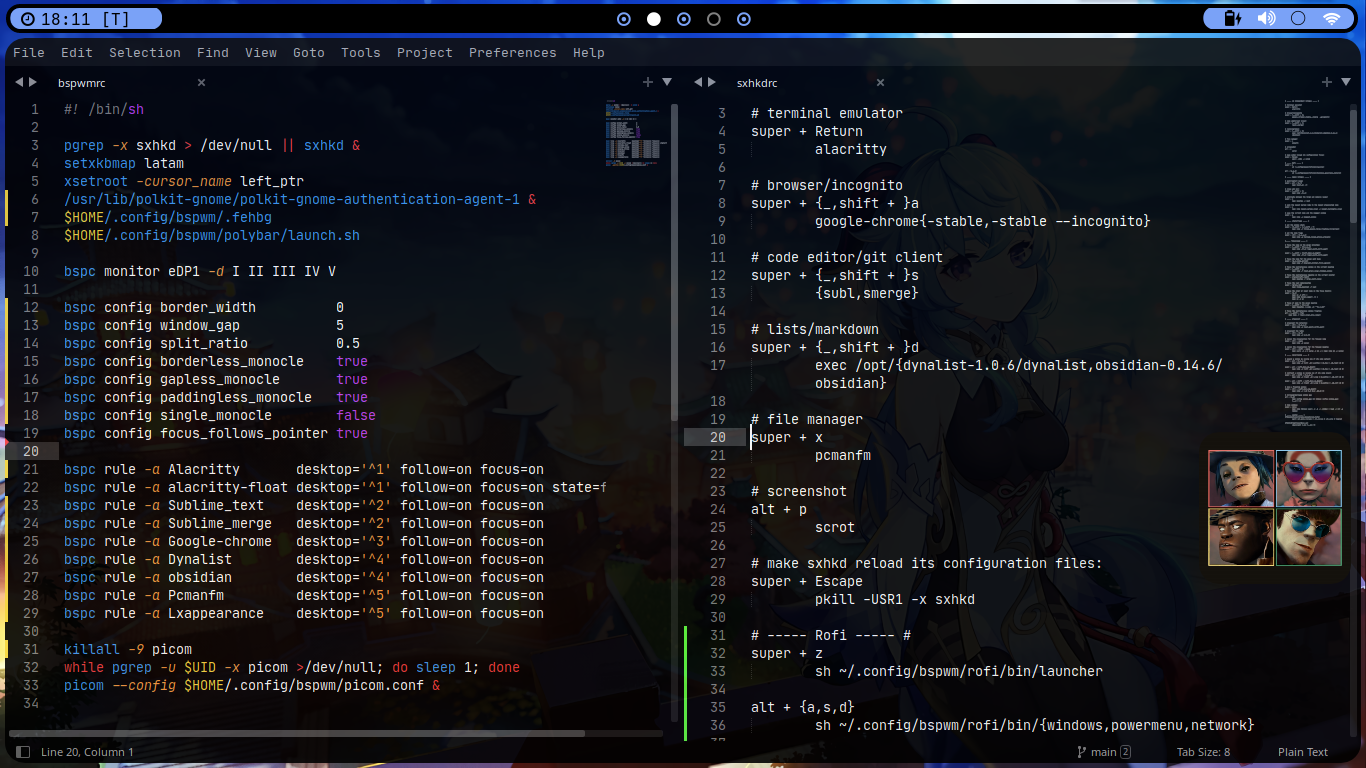 18:11 [T]
File Edit Selection Find View Goto Tools Project Preferences Help
bspwmrc
1 #! /bin/sh
2
3 pgrep -x sxhkd > /dev/null || sxhkd &
4 setxkbmap latam
5 xsetroot -cursor_name left_ptr
6 /usr/lib/polkit-gnome/polkit-gnome-authentication-agent-1 &
7 $HOME/.config/bspwm/.fehbg
8 $HOME/.config/bspwm/polybar/launch.sh
9
10 bspc monitor eDP1 -d I II III IV V
11
12 bspc config border_width 0
13 bspc config window_gap 5
14 bspc config split_ratio 0.5
15 bspc config borderless_monocle true
16 bspc config gapless_monocle true
17 bspc config paddingless_monocle true
18 bspc config single_monocle false
19 bspc config focus_follows_pointer true
20
21 bspc rule -a Alacritty desktop='^1' follow=on focus=on
22 bspc rule -a alacritty-float desktop='^1' follow=on focus=on state=f
23 bspc rule -a Sublime_text desktop='^2' follow=on focus=on
24 bspc rule -a Sublime_merge desktop='^2' follow=on focus=on
25 bspc rule -a Google-chrome desktop='^3' follow=on focus=on
26 bspc rule -a Dynalist desktop='^4' follow=on focus=on
27 bspc rule -a obsidian desktop='^4' follow=on focus=on
28 bspc rule -a Pcmanfm desktop='^5' follow=on focus=on
29 bspc rule -a Lxappearance desktop='^5' follow=on focus=on
30
31 killall -9 picom
32 while pgrep -u $UID -x picom >/dev/null; do sleep 1; done
33 picom --config $HOME/.config/bspwm/picom.conf &
34
sxhkdrc
3 # terminal emulator
4 super + Return
5 alacritty
6
7 # browser/incognito
8 super + {_,shift + }a
9 google-chrome{-stable,-stable --incognito}
10
11 # code editor/git client
12 super + {_,shift + }s
13 {subl,smerge}
14
15 # lists/markdown
16 super + {_,shift + }d
17 exec /opt/{dynalist-1.0.6/dynalist,obsidian-0.14.6/
obsidian}
18
19 # file manager
20 super + x
21 pcmanfm
22
23 # screenshot
24 alt + p
25 scrot
26
27 # make sxhkd reload its configuration files:
28 super + Escape
29 pkill -USR1 -x sxhkd
30
31 # ----- Rofi ----- #
32 super + z
33 sh ~/.config/bspwm/rofi/bin/launcher
34
35 alt + {a,s,d}
36 sh ~/.config/bspwm/rofi/bin/{windows,powermenu,network}
Line 20, Column 1
main 2
Tab Size: 8
Plain Text